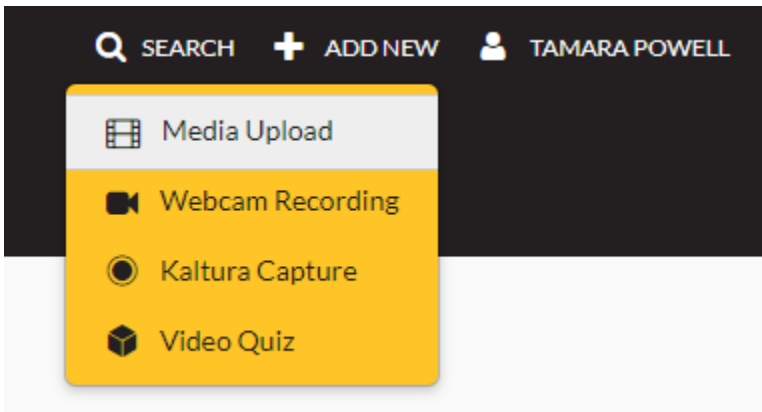 SEARCH ADD NEW TAMARA POWELL
Media Upload
Webcam Recording
Kaltura Capture
Video Quiz